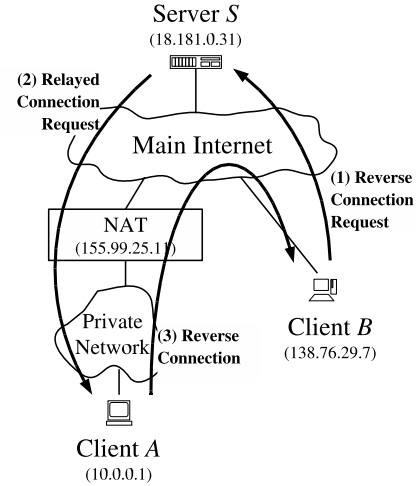 Server S
(18.181.0.31)
(2) Relayed
Connection
Request
Main Internet
(1) Reverse
Connection
Request
NAT
(155.99.25.11)
Client B
(138.76.29.7)
Private
Network
(3) Reverse
Connection
Client A
(10.0.0.1)